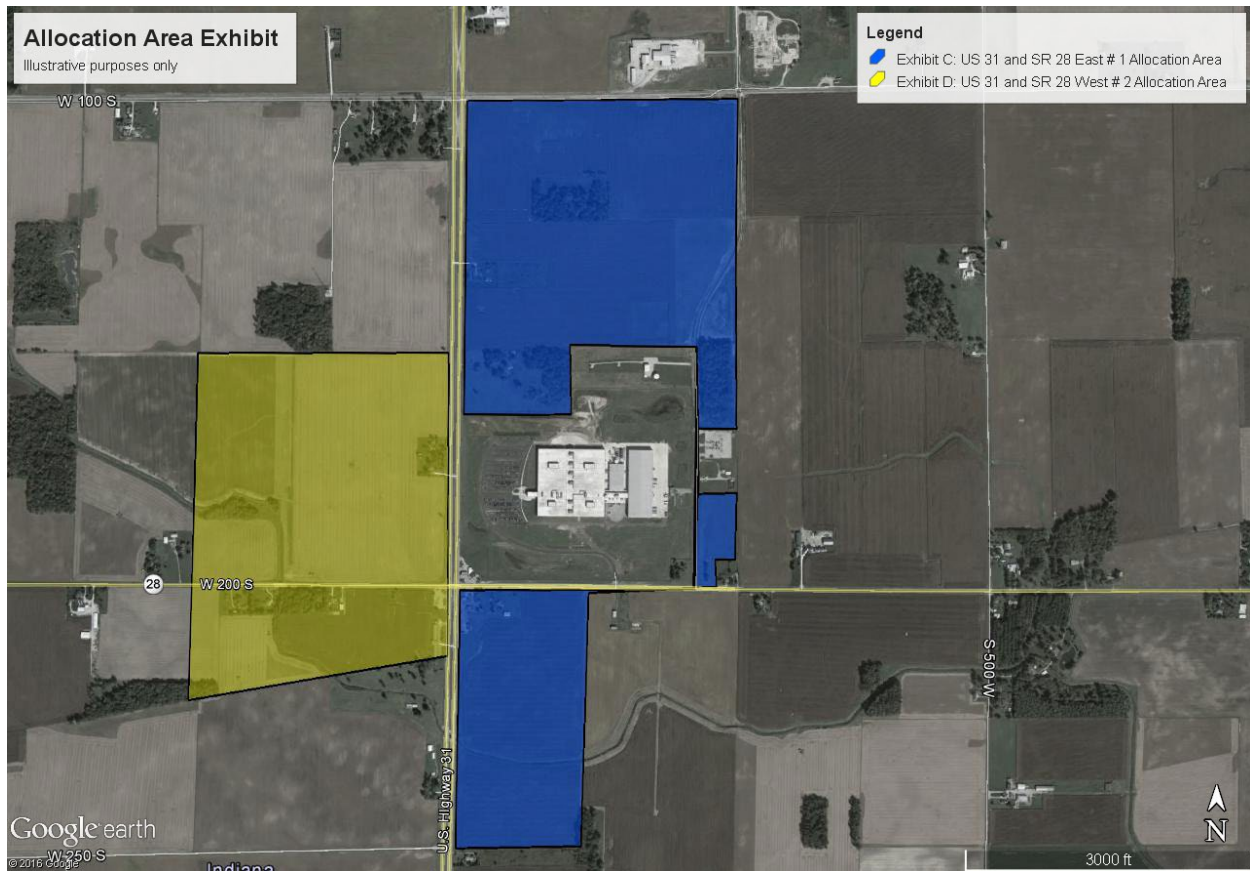 Allocation Area Exhibit
Illustrative purposes only
Legend
Exhibit C: US 31 and SR 28 East # 1 Allocation Area
Exhibit D: US 31 and SR 28 West # 2 Allocation Area
W 100 S
28
W 200 S
S 500 W
U.S. Highway 31
Google earth
W 250 S
© 2016 Google
Indiana
N
3000 ft